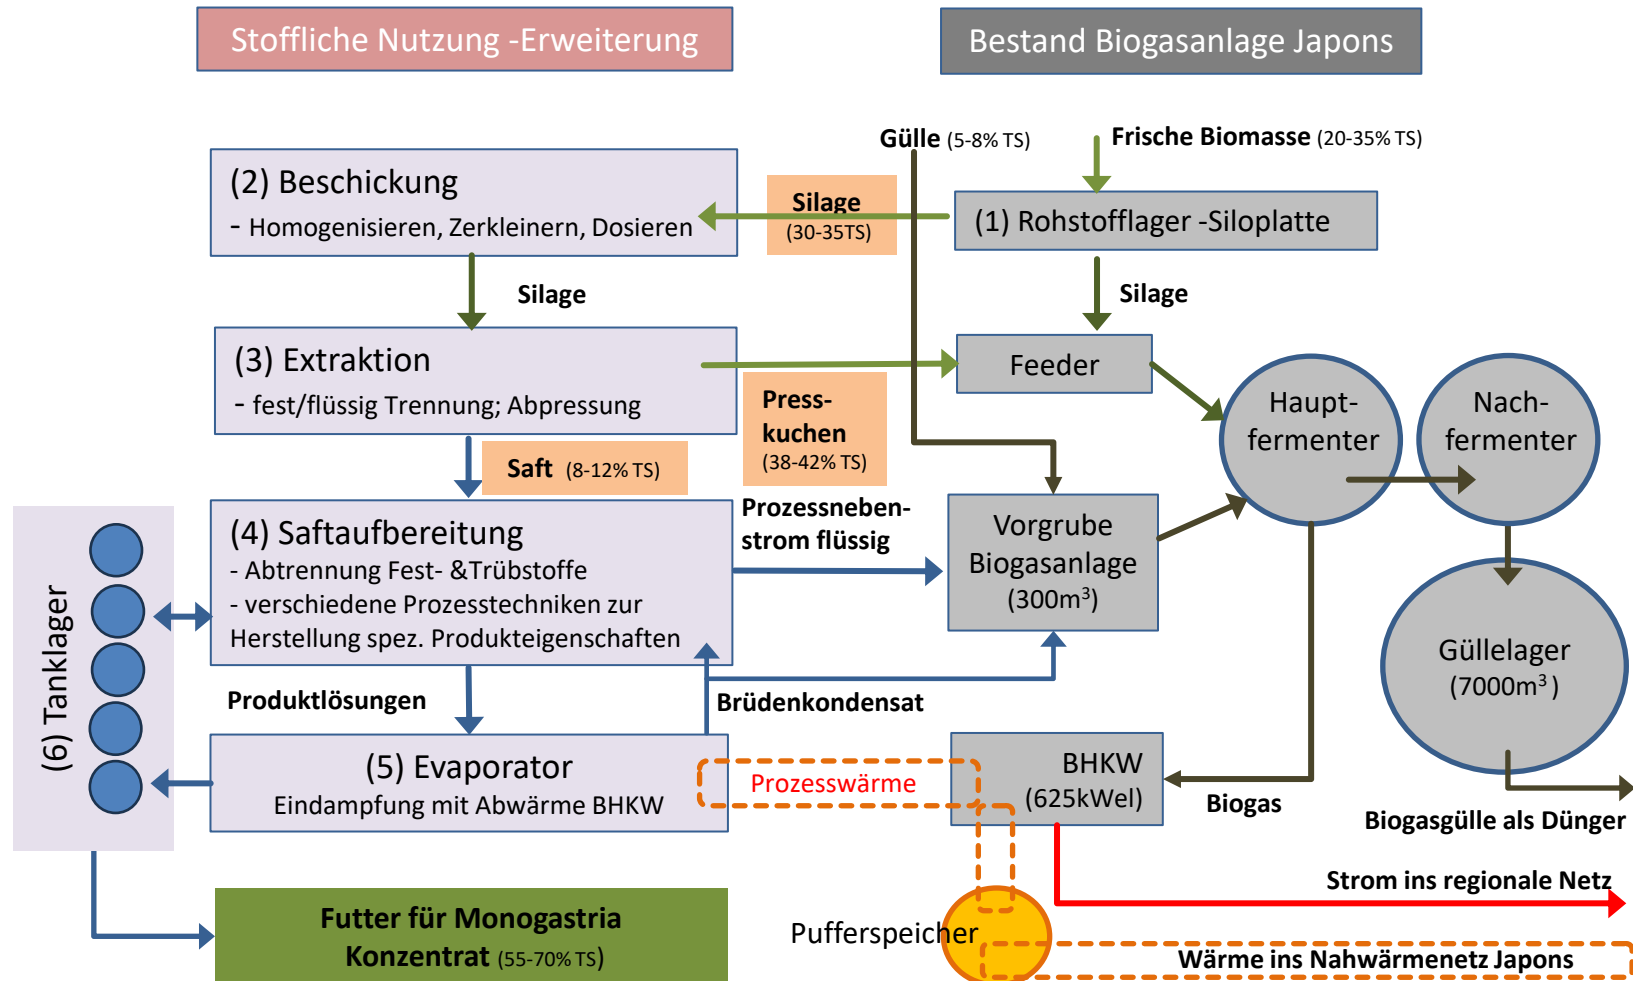 Stoffliche Nutzung -Erweiterung
Bestand Biogasanlage Japons
Gülle (5-8% TS)
Frische Biomasse (20-35% TS)
(2) Beschickung
- Homogenisieren, Zerkleinern, Dosieren
Silage
(30-35TS)
(1) Rohstofflager -Siloplatte
Silage
Silage
(3) Extraktion
- fest/flüssig Trennung; Abpressung
Feeder
Press-
kuchen
(38-42% TS)
Haupt-
fermenter
Nach-
fermenter
Saft (8-12% TS)
(4) Saftaufbereitung
- Abtrennung Fest- &Trübstoffe
- verschiedene Prozesstechniken zur
Herstellung spez. Produkteigenschaften
Prozessneben-
strom flüssig
Vorgrube
Biogasanlage
(300m³)
Güllelager
(7000m³ )
(6) Tanklager
Produktlösungen
Brüdenkondensat
(5) Evaporator
Eindampfung mit Abwärme BHKW
Prozesswärme
BHKW
(625kWel)
Biogas
Biogasgülle als Dünger
Strom ins regionale Netz
Futter für Monogastria
Konzentrat (55-70% TS)
Pufferspeicher
Wärme ins Nahwärmenetz Japons